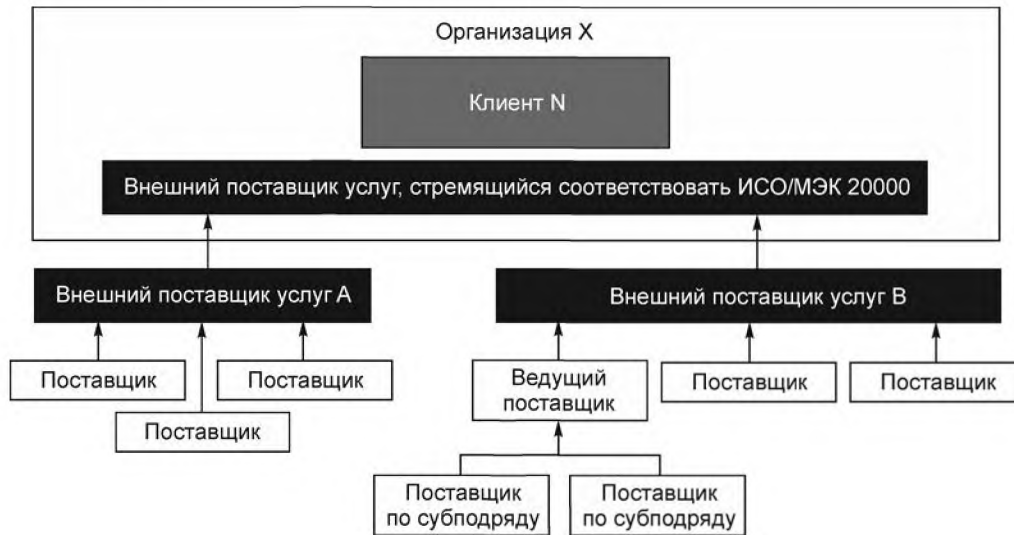 Организация X
Клиент N
Внешний поставщик услуг, стремящийся соответствовать ИСО/МЭК 20000
Внешний поставщик услуг A
Внешний поставщик услуг B
Поставщик
Поставщик
Поставщик
Ведущий
поставщик
Поставщик
Поставщик
Поставщик
по субподряду
Поставщик
по субподряду